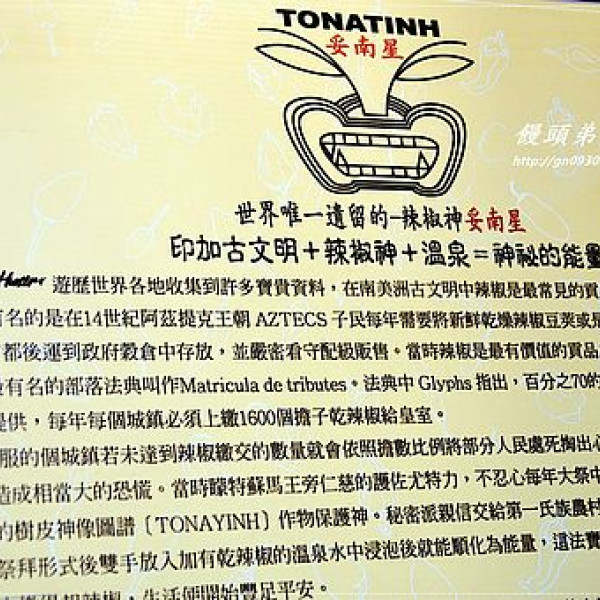 TONATINH
妥南星
饅頭弟
http://gn0930
世界唯一遺留的-辣椒神妥南星
印加古文明+辣椒神+溫泉=神祕的能量
遊歷世界各地收集到許多寶貴資料，在南美洲古文明中辣椒是最常見的貢
有名的是在14世紀阿茲提克王朝 AZTECS 子民每年需要將新鮮乾燥辣椒豆莢或是
都後運到政府穀倉中存放，並嚴密看守配級販售。當時辣椒是最有價值的貢品
最有名的部落法典叫作Matricula de tributes。法典中 Glyphs 指出，百分之70的
提供，每年每個城鎮必須上繳1600個擔子乾辣椒給皇室。
服的個城鎮若未達到辣椒繳交的數量就會依照擔數比例將部分人民處死掏出心
造成相當大的恐慌。當時矇特蘇馬王旁仁慈的護佐尤特力，不忍心每年大祭中
的樹皮神像圖譜〔TONAYINH〕作物保護神。秘密派親信交給第一氏族農村
祭拜形式後雙手放入加有乾辣椒的溫泉水中浸泡後就能順化為能量，這法寶
辣椒，生活便開始豐足平安。